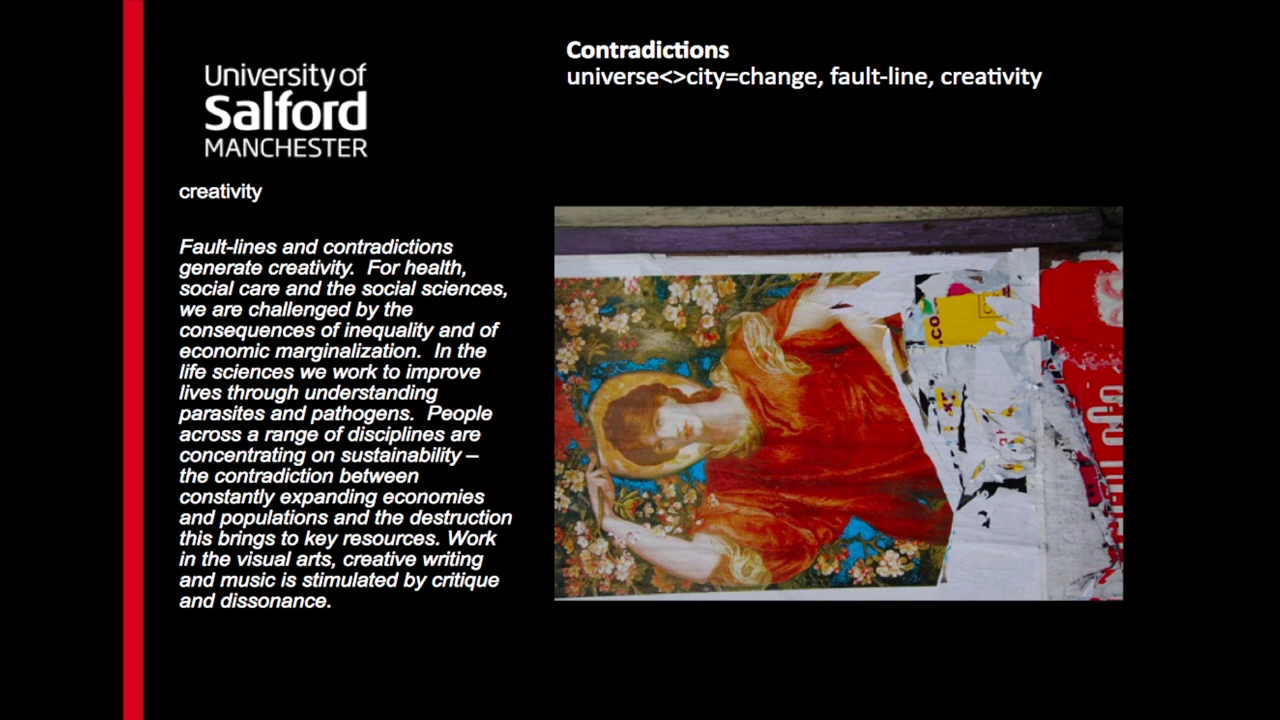 University of
Salford
MANCHESTER
Contradictions
universe<>city=change, fault-line, creativity
creativity
Fault-lines and contradictions
generate creativity.  For health,
social care and the social sciences,
we are challenged by the
consequences of inequality and of
economic marginalization.  In the
life sciences we work to improve
lives through understanding
parasites and pathogens.  People
across a range of disciplines are
concentrating on sustainability –
the contradiction between
constantly expanding economies
and populations and the destruction
this brings to key resources. Work
in the visual arts, creative writing
and music is stimulated by critique
and dissonance.
.co